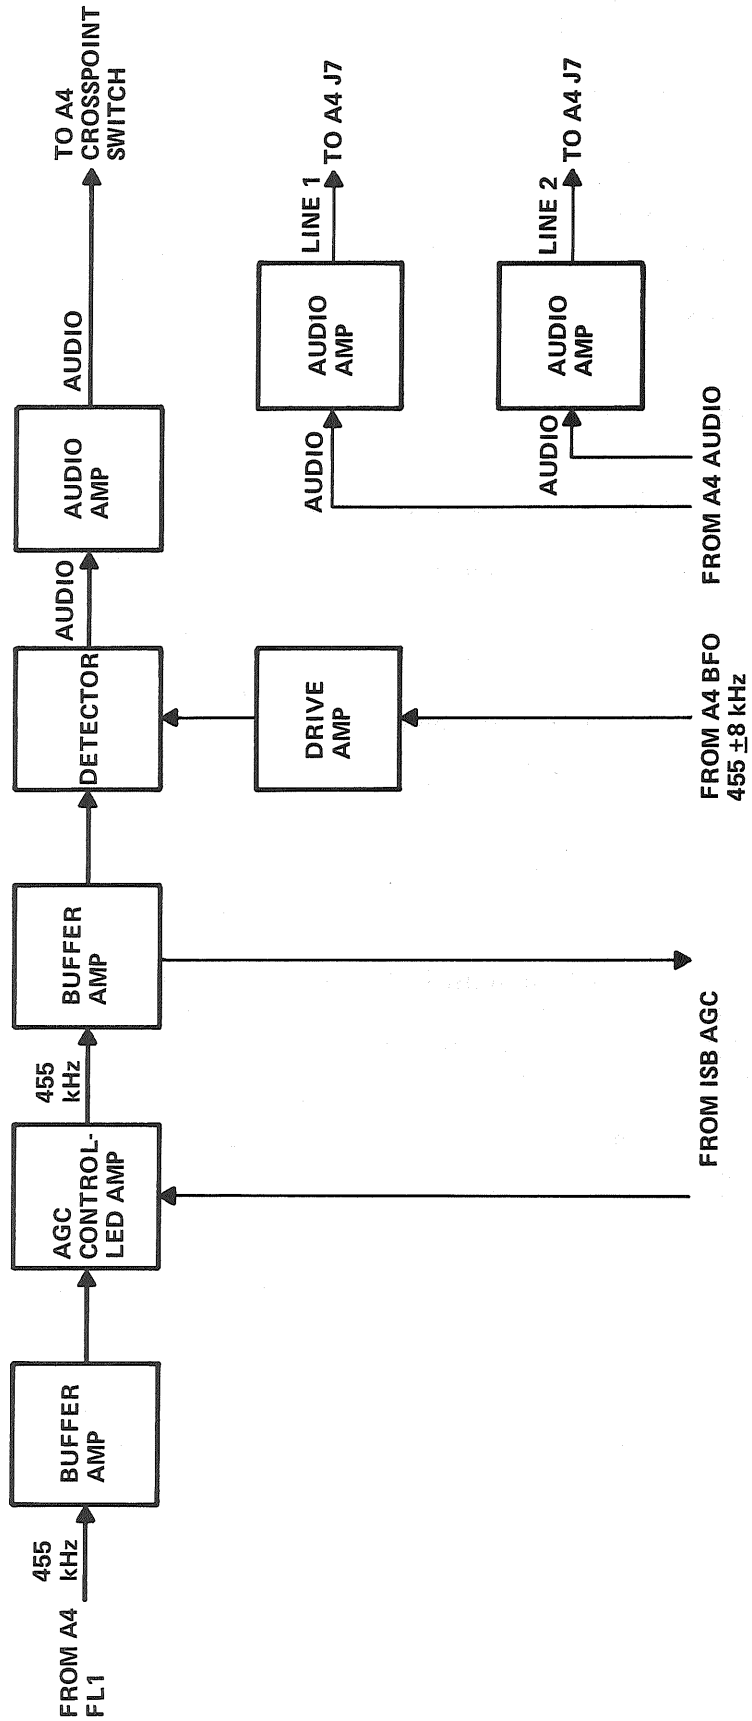 FROM A4
FL1
455
kHz
BUFFER
AMP
AGC
CONTROL-
LED AMP
455
kHz
BUFFER
AMP
DETECTOR
AUDIO
AUDIO
AMP
AUDIO
TO A4
CROSSPOINT
SWITCH
DRIVE
AMP
AUDIO
AUDIO
AMP
LINE 1
TO A4 J7
AUDIO
AUDIO
AMP
LINE 2
TO A4 J7
FROM ISB AGC
FROM A4 BFO
455 ±8 kHz
FROM A4 AUDIO